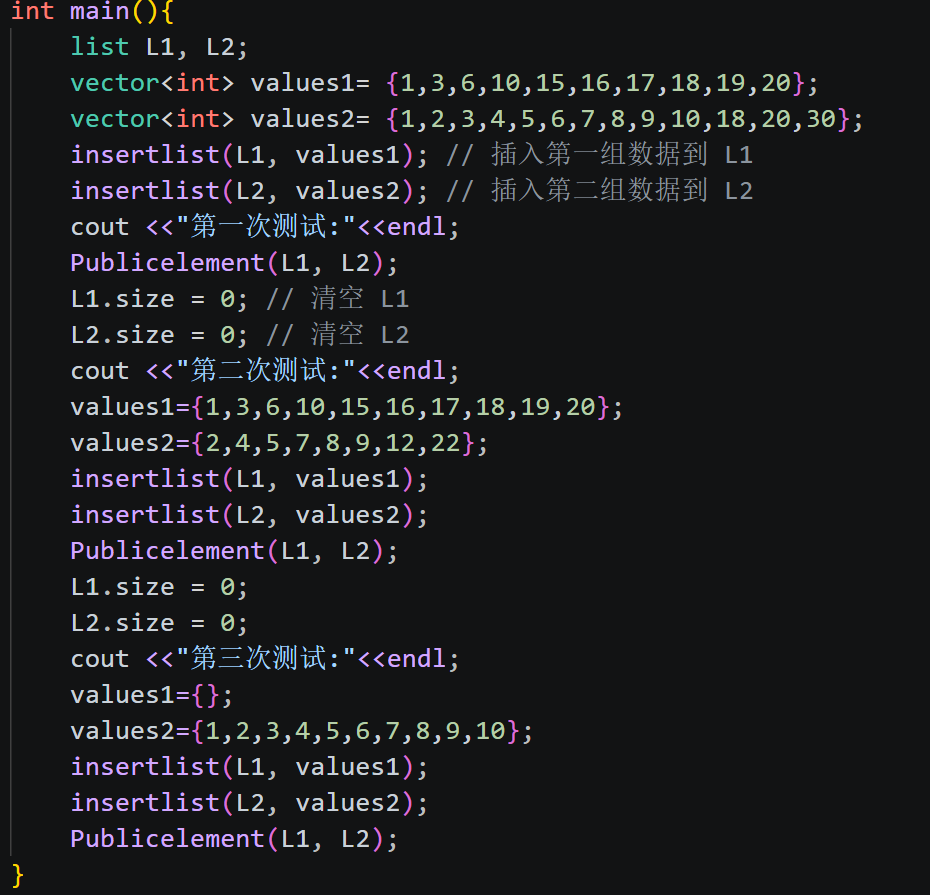 int main(){
    list L1, L2;
    vector<int> values1= {1,3,6,10,15,16,17,18,19,20};
    vector<int> values2= {1,2,3,4,5,6,7,8,9,10,18,20,30};
    insertlist(L1, values1); // 插入第一组数据到 L1
    insertlist(L2, values2); // 插入第二组数据到 L2
    cout <<"第一次测试:"<<endl;
    Publicelement(L1, L2);
    L1.size = 0; // 清空 L1
    L2.size = 0; // 清空 L2
    cout <<"第二次测试:"<<endl;
    values1={1,3,6,10,15,16,17,18,19,20};
    values2={2,4,5,7,8,9,12,22};
    insertlist(L1, values1);
    insertlist(L2, values2);
    Publicelement(L1, L2);
    L1.size = 0;
    L2.size = 0;
    cout <<"第三次测试:"<<endl;
    values1={};
    values2={1,2,3,4,5,6,7,8,9,10};
    insertlist(L1, values1);
    insertlist(L2, values2);
    Publicelement(L1, L2);
}